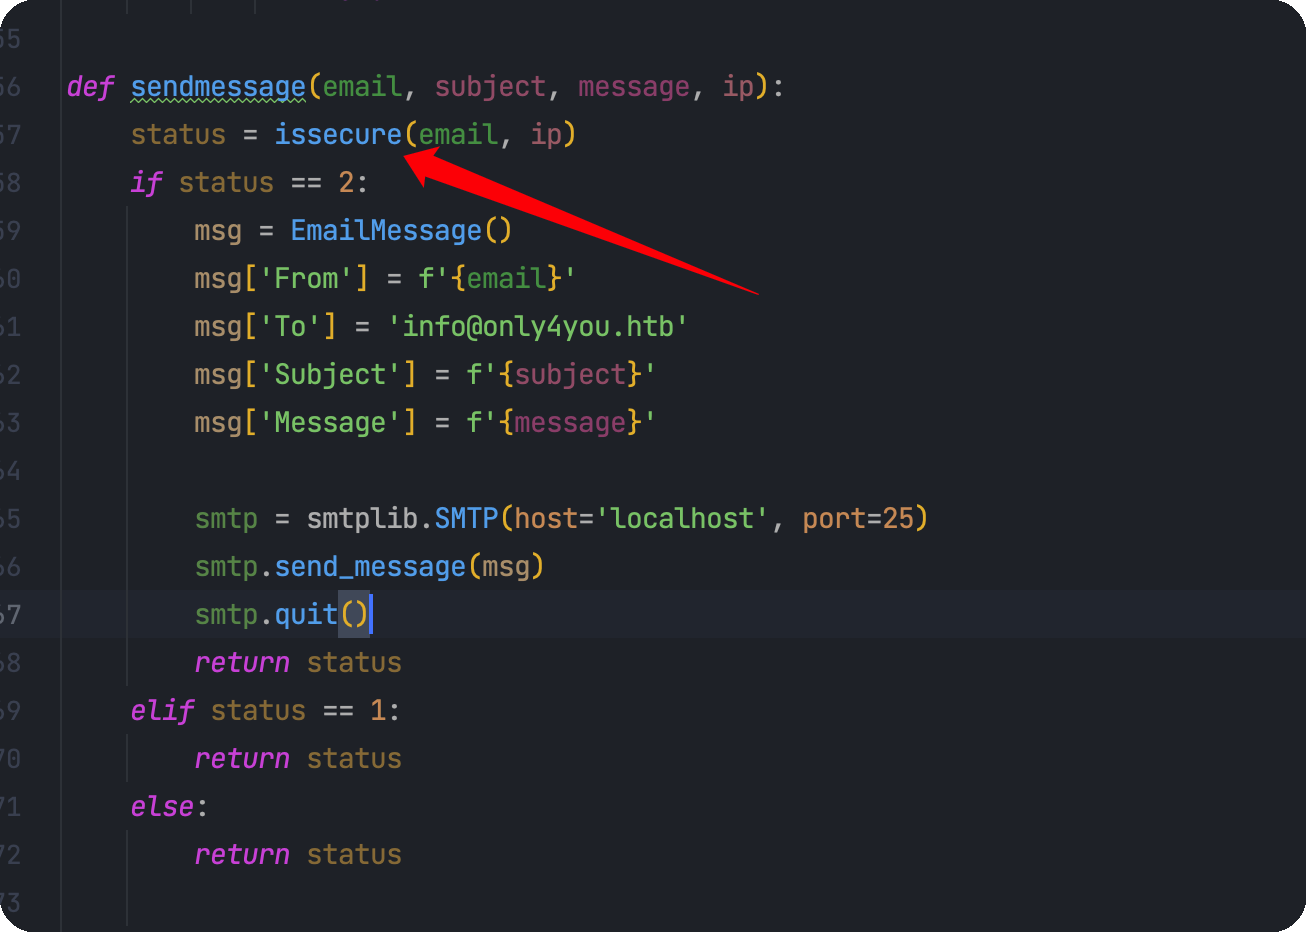 55
56 def sendmessage(email, subject, message, ip):
57     status = issecure(email, ip)
58     if status == 2:
59         msg = EmailMessage()
60         msg['From'] = f'{email}'
61         msg['To'] = 'info@only4you.htb'
62         msg['Subject'] = f'{subject}'
63         msg['Message'] = f'{message}'
64
65         smtp = smtplib.SMTP(host='localhost', port=25)
66         smtp.send_message(msg)
67         smtp.quit()
68         return status
69     elif status == 1:
70         return status
71     else:
72         return status
73